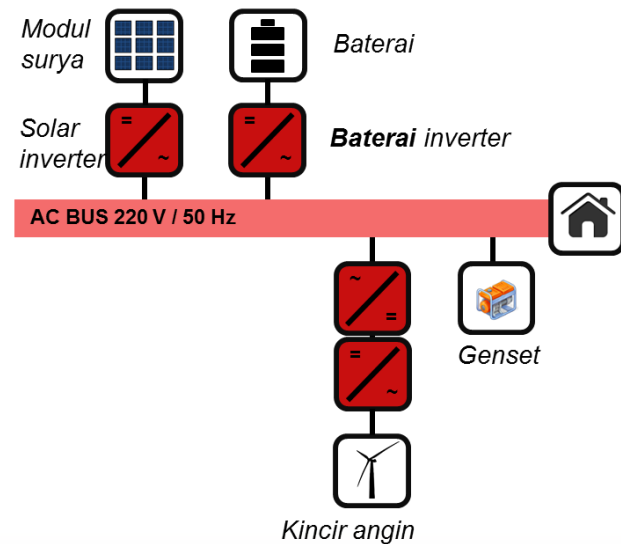 Modul
surya
Baterai
Solar
inverter
=
~
=
~
Baterai inverter
AC BUS 220 V / 50 Hz
~
=
=
~
Genset
Kincir angin